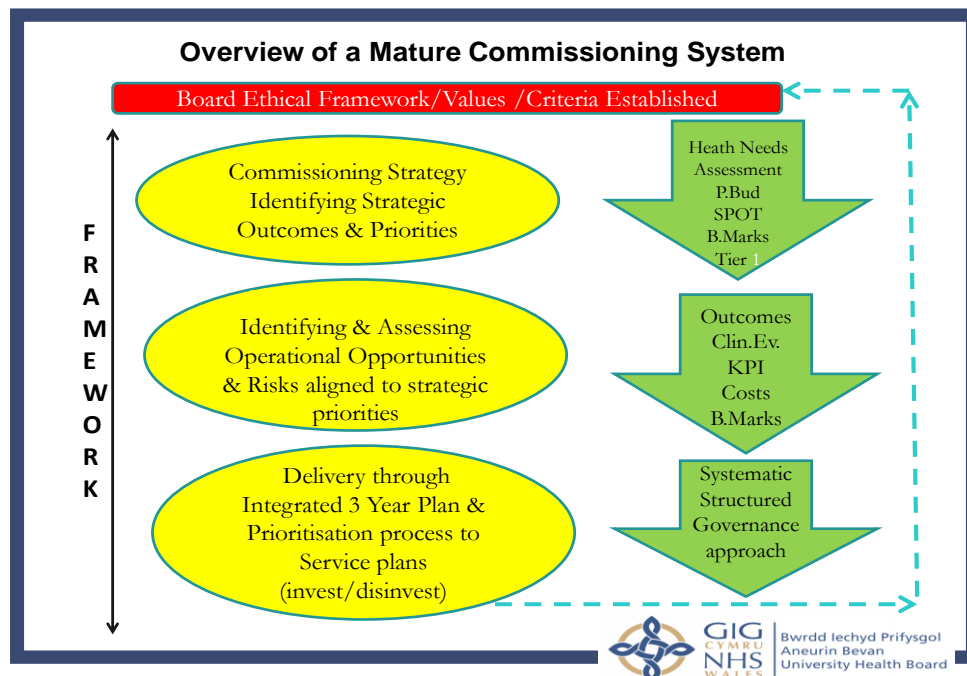 Overview of a Mature Commissioning System
Board Ethical Framework/Values /Criteria Established
F
R
A
M
E
W
O
R
K
Commissioning Strategy
Identifying Strategic
Outcomes & Priorities
Heath Needs
Assessment
P.Bud
SPOT
B.Marks
Tier 1
Identifying & Assessing
Operational Opportunities
& Risks aligned to strategic
priorities
Outcomes
Clin.Ev.
KPI
Costs
B.Marks
Delivery through
Integrated 3 Year Plan &
Prioritisation process to
Service plans
(invest/disinvest)
Systematic
Structured
Governance
approach
GIG
CYMRU
NHS
WALES
Bwrdd Iechyd Prifysgol
Aneurin Bevan
University Health Board